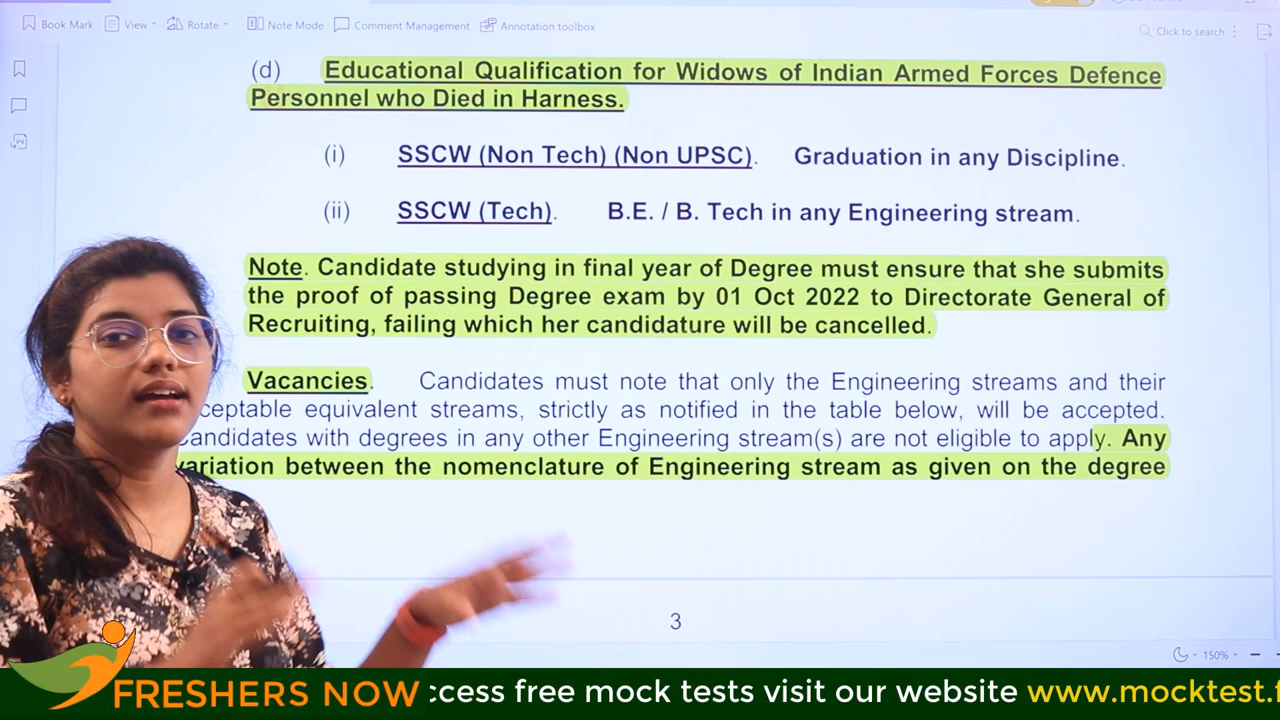 Book Mark View Rotate Note Mode Comment Management Annotation toolbox Click to search
(d) Educational Qualification for Widows of Indian Armed Forces Defence
Personnel who Died in Harness.
(i) SSCW (Non Tech) (Non UPSC). Graduation in any Discipline.
(ii) SSCW (Tech). B.E. / B. Tech in any Engineering stream.
Note. Candidate studying in final year of Degree must ensure that she submits
the proof of passing Degree exam by 01 Oct 2022 to Directorate General of
Recruiting, failing which her candidature will be cancelled.
Vacancies. Candidates must note that only the Engineering streams and their
ceptable equivalent streams, strictly as notified in the table below, will be accepted.
andidates with degrees in any other Engineering stream(s) are not eligible to apply. Any
variation between the nomenclature of Engineering stream as given on the degree
3
150%
FRESHERS NOW ccess free mock tests visit our website www.mocktest.f